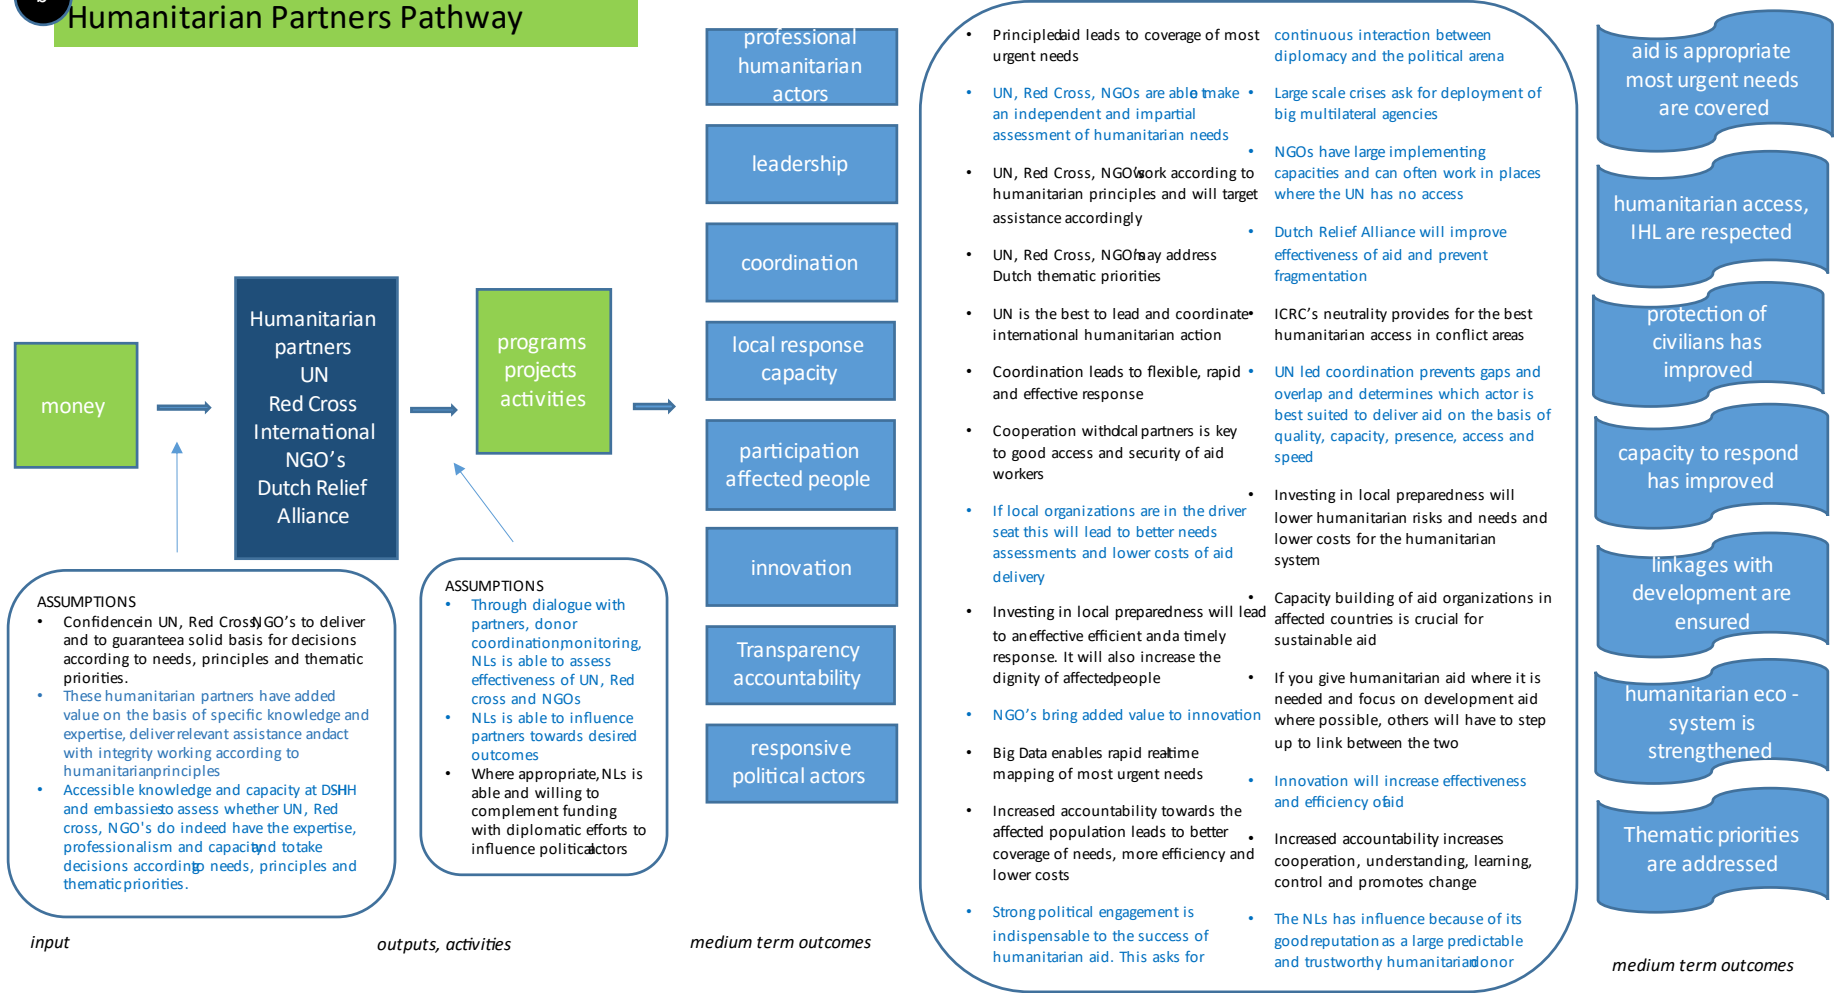 Humanitarian Partners Pathway
money
Humanitarian
partners
UN
Red Cross
International
NGO's
Dutch Relief
Alliance
programs
projects
activities
ASSUMPTIONS
• Confidencein UN, Red Cross,NGO's to deliver
and to guaranteea solid basis for decisions
according to needs, principles and thematic
priorities.
• These humanitarian partners have added
value on the basis of specific knowledge and
expertise, deliver relevant assistance andact
with integrity working according to
humanitarianprinciples
• Accessible knowledge and capacity at DSHHH
and embassiesto assess whether UN, Red
cross, NGO's do indeed have the expertise,
professionalism and capacityand totake
decisions accordingto needs, principles and
thematic priorities.
ASSUMPTIONS
• Through dialogue with
partners, donor
coordination,monitoring,
NLs is able to assess
effectiveness of UN, Red
cross and NGOs
• NLs is able to influence
partners towards desired
outcomes
• Where appropriate, NLs is
able and willing to
complement funding
with diplomatic efforts to
influence politicalactors
professional
humanitarian
actors
leadership
coordination
local response
capacity
participation
affected people
innovation
Transparency
accountability
responsive
political actors
• Principledaid leads to coverage of most
urgent needs
• UN, Red Cross, NGOs are able to make
an independent and impartial
assessment of humanitarian needs
• UN, Red Cross, NGO's work according to
humanitarian principles and will target
assistance accordingly
• UN, Red Cross, NGO's may address
Dutch thematic priorities
• UN is the best to lead and coordinate
international humanitarian action
• Coordination leads to flexible, rapid
and effective response
• Cooperation with local partners is key
to good access and security of aid
workers
• If local organizations are in the driver
seat this will lead to better needs
assessments and lower costs of aid
delivery
• Investing in local preparedness will lead
to an effective efficient anda timely
response. It will also increase the
dignity of affectedpeople
• NGO's bring added value to innovation
• Big Data enables rapid real-time
mapping of most urgent needs
• Increased accountability towards the
affected population leads to better
coverage of needs, more efficiency and
lower costs
• Strong political engagement is
indispensable to the success of
humanitarian aid. This asks for
continuous interaction between
diplomacy and the political arena
• Large scale crises ask for deployment of
big multilateral agencies
• NGOs have large implementing
capacities and can often work in places
where the UN has no access
• Dutch Relief Alliance will improve
effectiveness of aid and prevent
fragmentation
• ICRC's neutrality provides for the best
humanitarian access in conflict areas
• UN led coordination prevents gaps and
overlap and determines which actor is
best suited to deliver aid on the basis of
quality, capacity, presence, access and
speed
• Investing in local preparedness will
lower humanitarian risks and needs and
lower costs for the humanitarian
system
• Capacity building of aid organizations in
affected countries is crucial for
sustainable aid
• If you give humanitarian aid where it is
needed and focus on development aid
where possible, others will have to step
up to link between the two
• Innovation will increase effectiveness
and efficiency of aid
• Increased accountability increases
cooperation, understanding, learning,
control and promotes change
• The NLs has influence because of its
good reputation as a large predictable
and trustworthy humanitarian donor
aid is appropriate
most urgent needs
are covered
humanitarian access,
IHL are respected
protection of
civilians has
improved
capacity to respond
has improved
linkages with
development are
ensured
humanitarian eco -
system is
strengthened
Thematic priorities
are addressed
input
outputs, activities
medium term outcomes
medium term outcomes